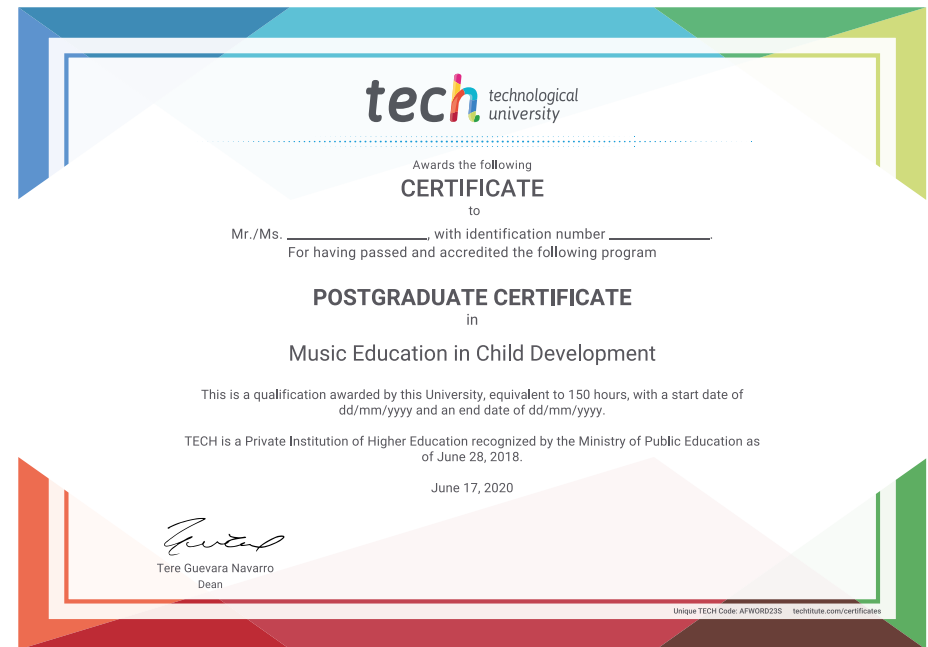 tech technological
university
Awards the following
CERTIFICATE
to
Mr./Ms. ____________________, with identification number ______________.
For having passed and accredited the following program
POSTGRADUATE CERTIFICATE
in
Music Education in Child Development
This is a qualification awarded by this University, equivalent to 150 hours, with a start date of
dd/mm/yyyy and an end date of dd/mm/yyyy.
TECH is a Private Institution of Higher Education recognized by the Ministry of Public Education as
of June 28, 2018.
June 17, 2020
Tere Guevara Navarro
Dean
Unique TECH Code: AFWORD23S techtitute.com/certificates